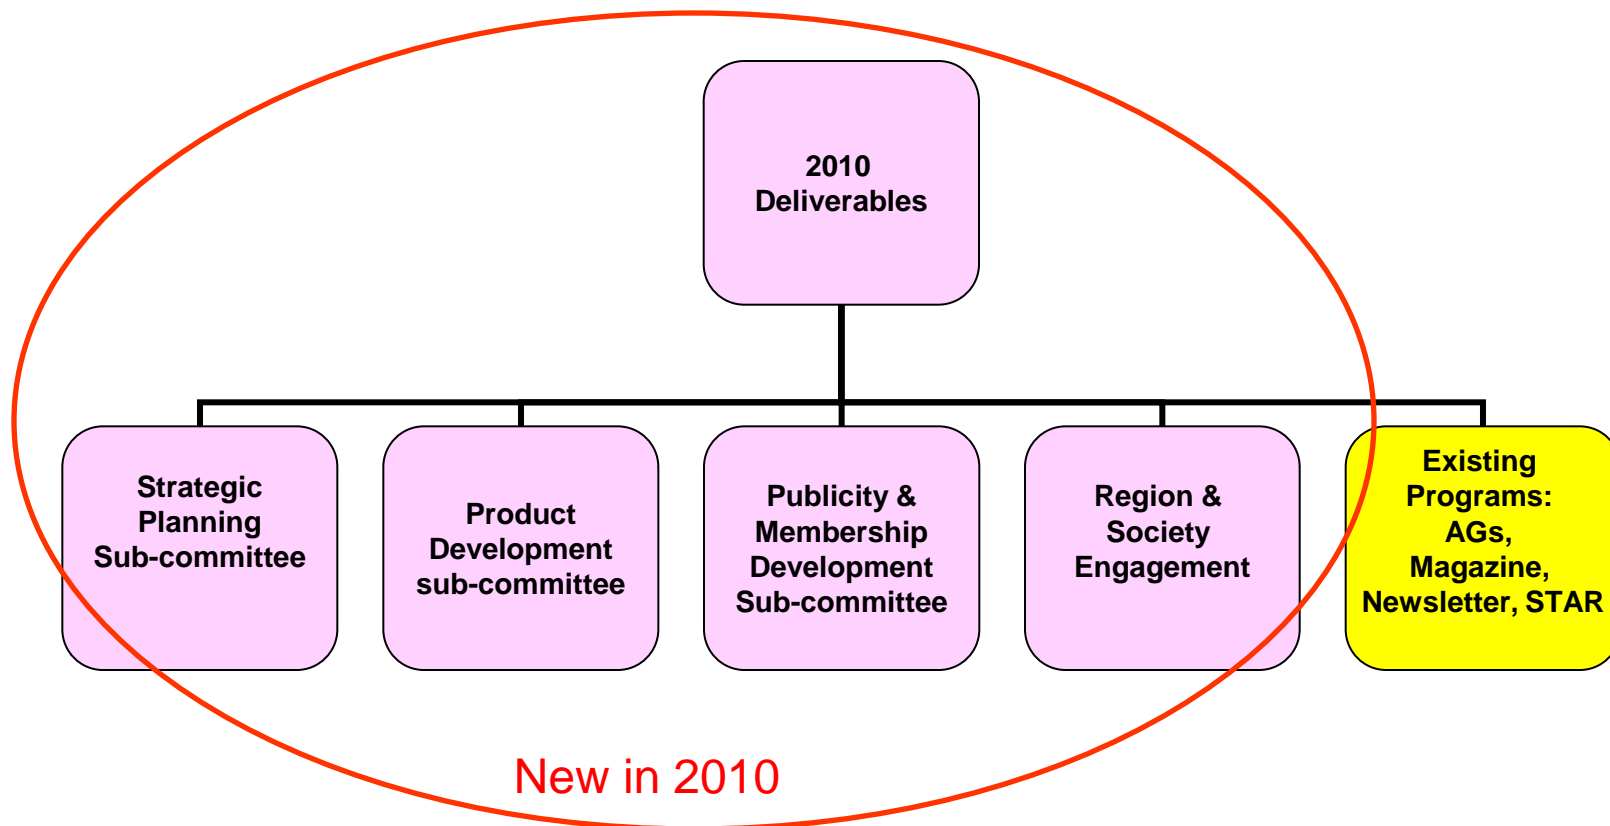 2010
Deliverables
Strategic
Planning
Sub-committee
Product
Development
sub-committee
Publicity &
Membership
Development
Sub-committee
Region &
Society
Engagement
Existing
Programs:
AGs,
Magazine,
Newsletter, STAR
New in 2010